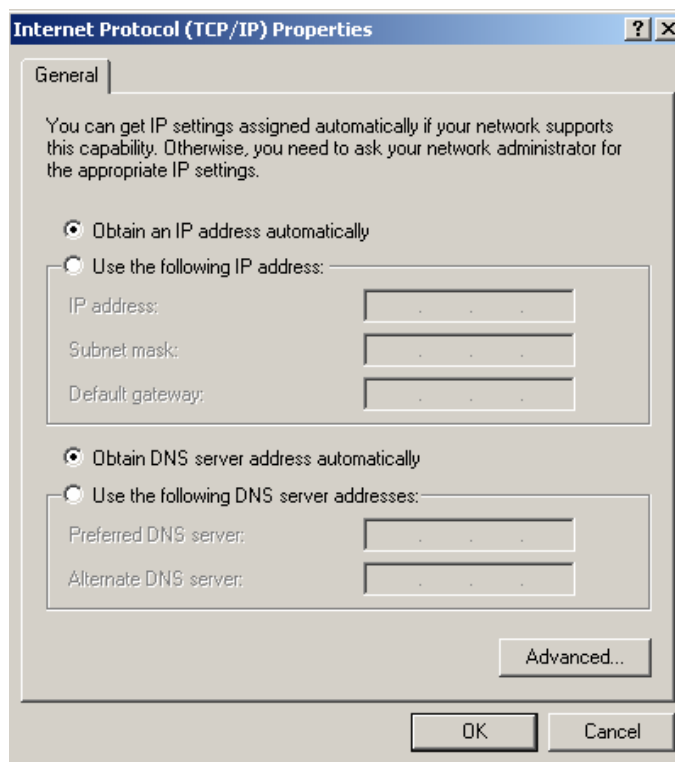 Internet Protocol (TCP/IP) Properties
General
You can get IP settings assigned automatically if your network supports
this capability. Otherwise, you need to ask your network administrator for
the appropriate IP settings.
Obtain an IP address automatically
Use the following IP address:
IP address:
Subnet mask:
Default gateway:
Obtain DNS server address automatically
Use the following DNS server addresses:
Preferred DNS server:
Alternate DNS server:
Advanced...
OK
Cancel